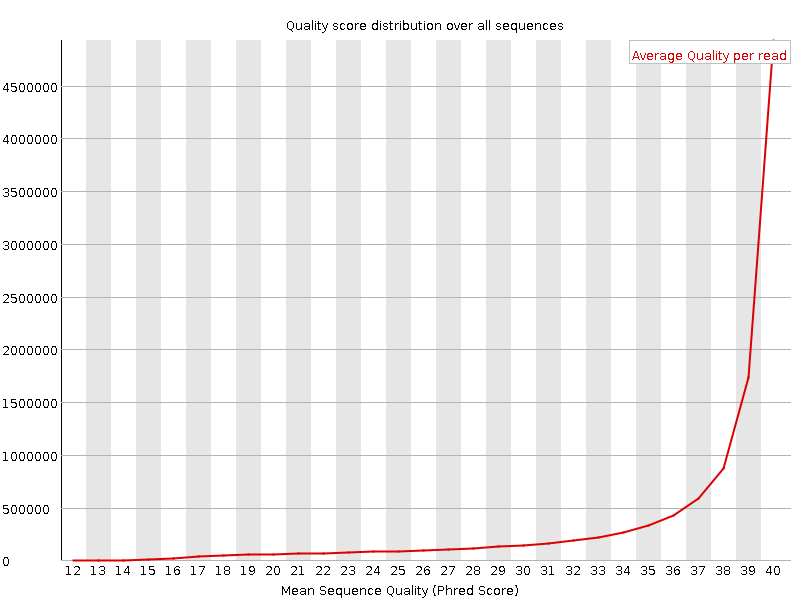 Quality score distribution over all sequences
Average Quality per read
4500000
4000000
3500000
3000000
2500000
2000000
1500000
1000000
500000
0
12 13 14 15 16 17 18 19 20 21 22 23 24 25 26 27 28 29 30 31 32 33 34 35 36 37 38 39 40
Mean Sequence Quality (Phred Score)